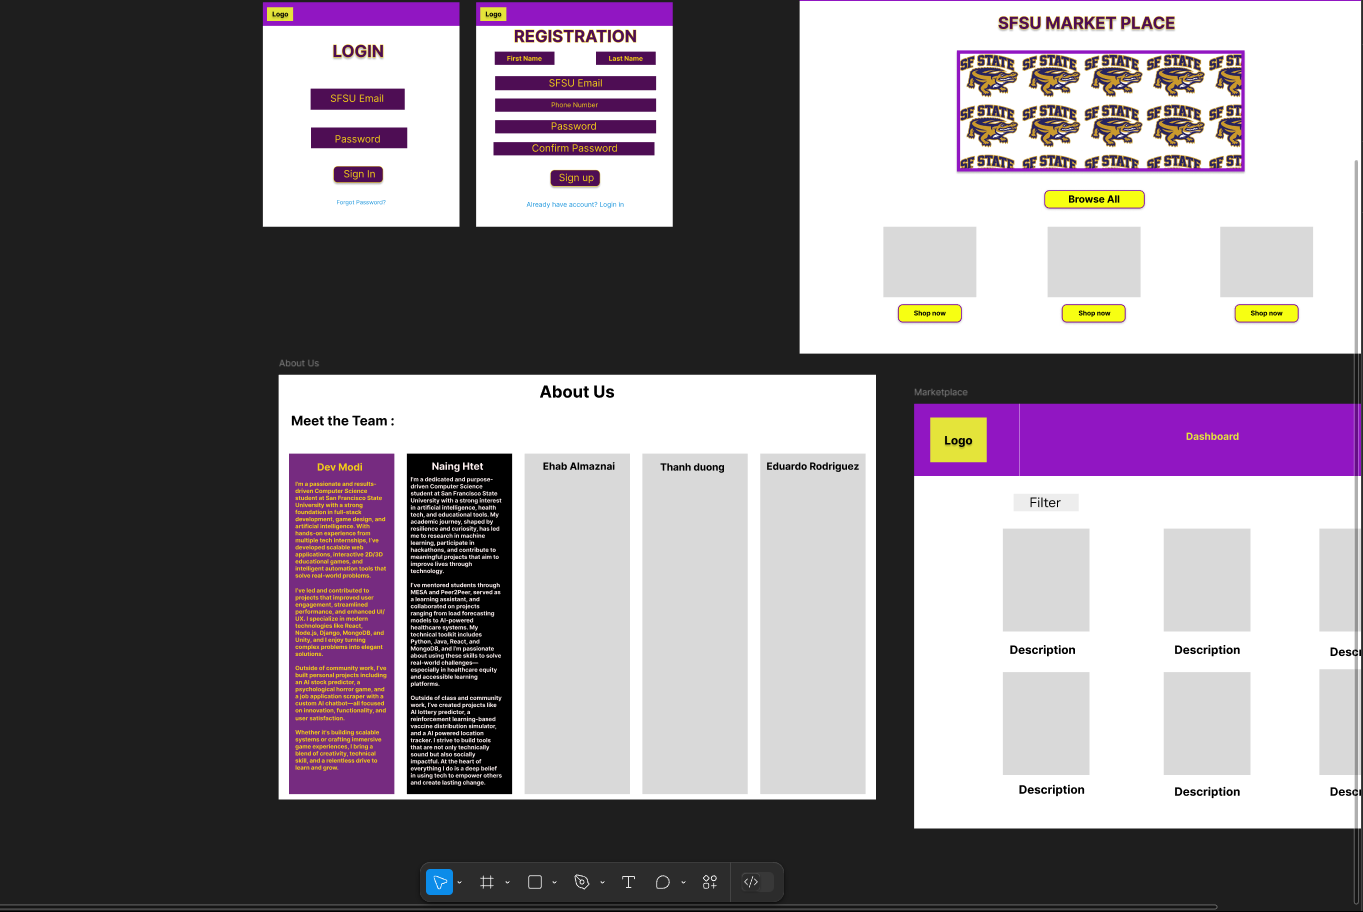 Logo
LOGIN
SFSU Email
Password
Sign In
Forgot Password?
Logo
REGISTRATION
First Name
Last Name
SFSU Email
Phone Number
Password
Confirm Password
Sign up
Already have account? Login in
SFSU MARKET PLACE
SF STATE SF STATE SF STATE SF STATE SF ST
SF STATE SF STATE SF STATE SF STATE SF ST
SF STATE SF STATE SF STATE SF STATE SF ST
Browse All
Shop now
Shop now
Shop now
About Us
About Us
Meet the Team :
Dev Modi
I'm a passionate and results-
driven Computer Science
student at San Francisco State
University with a strong
foundation in full-stack
development, game design, and
artificial intelligence. With
hands-on experience from
multiple tech internships, I've
developed scalable web
applications, interactive 2D/3D
educational games, and
intelligent automation tools that
solve real-world problems.
I've led and contributed to
projects that improved user
engagement, streamlined
performance, and enhanced UI/
UX. I specialize in modern
technologies like React,
Node.js, Django, MongoDB, and
Unity, and I enjoy turning
complex problems into elegant
solutions.
Outside of community work, I've
built personal projects including
an AI stock predictor, a
psychological horror game, and
a job application scraper with a
custom AI chatbot—all focused
on innovation, functionality, and
user satisfaction.
Whether it's building scalable
systems or crafting immersive
game experiences, I bring a
blend of creativity, technical
skill, and a relentless drive to
learn and grow.
Naing Htet
I'm a dedicated and purpose-
driven Computer Science
student at San Francisco State
University with a strong interest
in artificial intelligence, health
tech, and educational tools. My
academic journey, shaped by
resilience and curiosity, has led
me to research in machine
learning, participate in
hackathons, and contribute to
meaningful projects that aim to
improve lives through
technology.
I've mentored students through
MESA and Peer2Peer, served as
a learning assistant, and
collaborated on projects
ranging from load forecasting
models to AI-powered
healthcare systems. My
technical toolkit includes
Python, Java, React, and
MongoDB, and I'm passionate
about using these skills to solve
real-world challenges—
especially in healthcare equity
and accessible learning
platforms.
Outside of class and community
work, I've created projects like
AI lottery predictor, a
reinforcement learning-based
vaccine distribution simulator,
and a AI powered location
tracker. I strive to build tools
that are not only technically
sound but also socially
impactful. At the heart of
everything I do is a deep belief
in using tech to empower others
and create lasting change.
Ehab Almaznai
Thanh duong
Eduardo Rodriguez
Marketplace
Logo
Dashboard
Filter
Description
Description
Descr
Description
Description
Descr